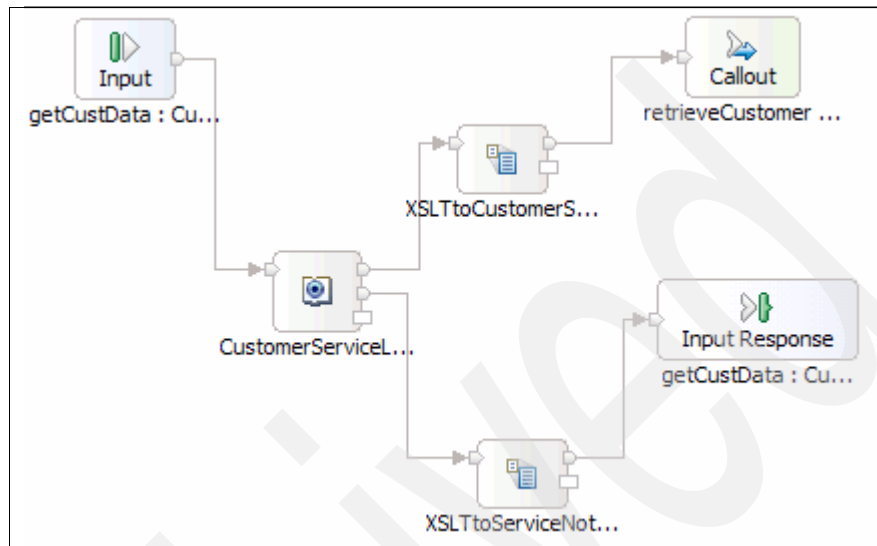 Input
getCustData : Cu...
Callout
retrieveCustomer ...
XSLTtoCustomerS...
CustomerServiceL...
Input Response
getCustData : Cu...
XSLTtoServiceNot...